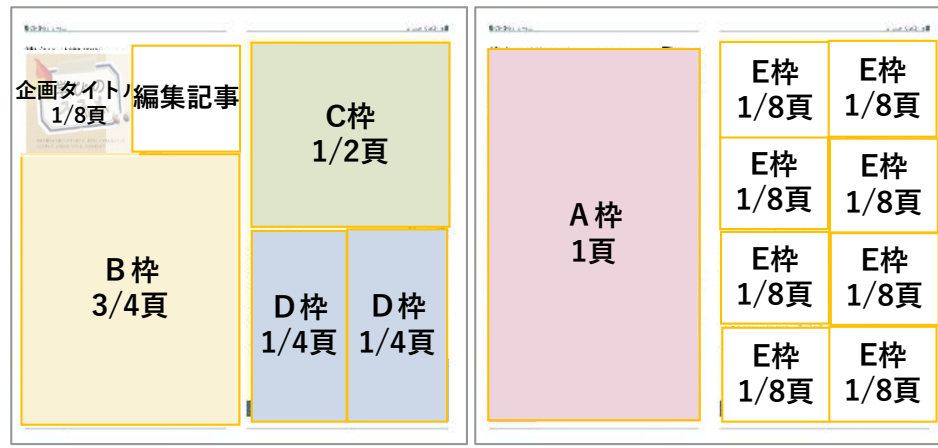 企画タイトル
1/8頁
編集記事
B枠
3/4頁
C枠
1/2頁
D枠
1/4頁
D枠
1/4頁
A枠
1頁
E枠
1/8頁
E枠
1/8頁
E枠
1/8頁
E枠
1/8頁
E枠
1/8頁
E枠
1/8頁
E枠
1/8頁
E枠
1/8頁